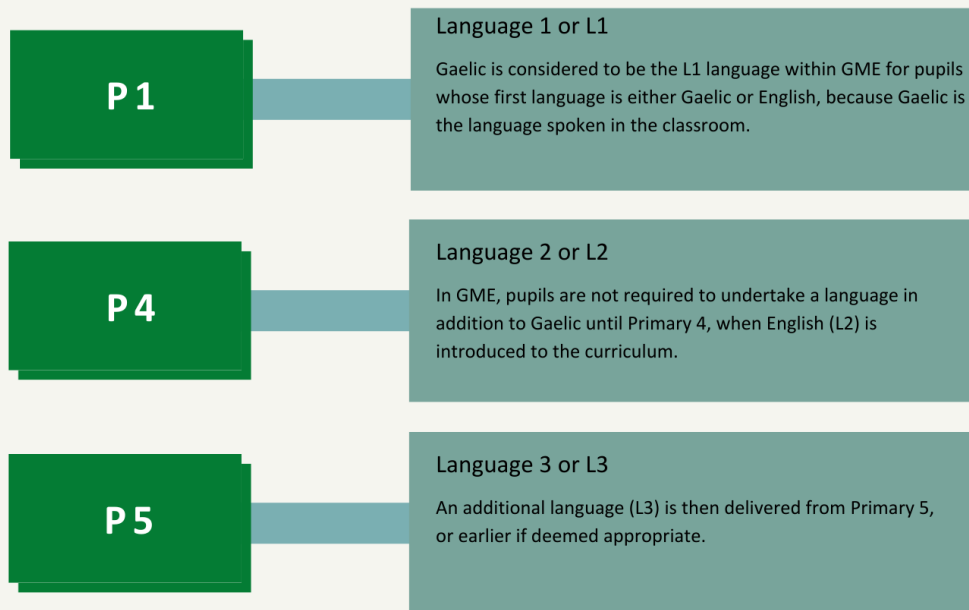 P 1
Language 1 or L1
Gaelic is considered to be the L1 language within GME for pupils
whose first language is either Gaelic or English, because Gaelic is
the language spoken in the classroom.
P 4
Language 2 or L2
In GME, pupils are not required to undertake a language in
addition to Gaelic until Primary 4, when English (L2) is
introduced to the curriculum.
P 5
Language 3 or L3
An additional language (L3) is then delivered from Primary 5,
or earlier if deemed appropriate.